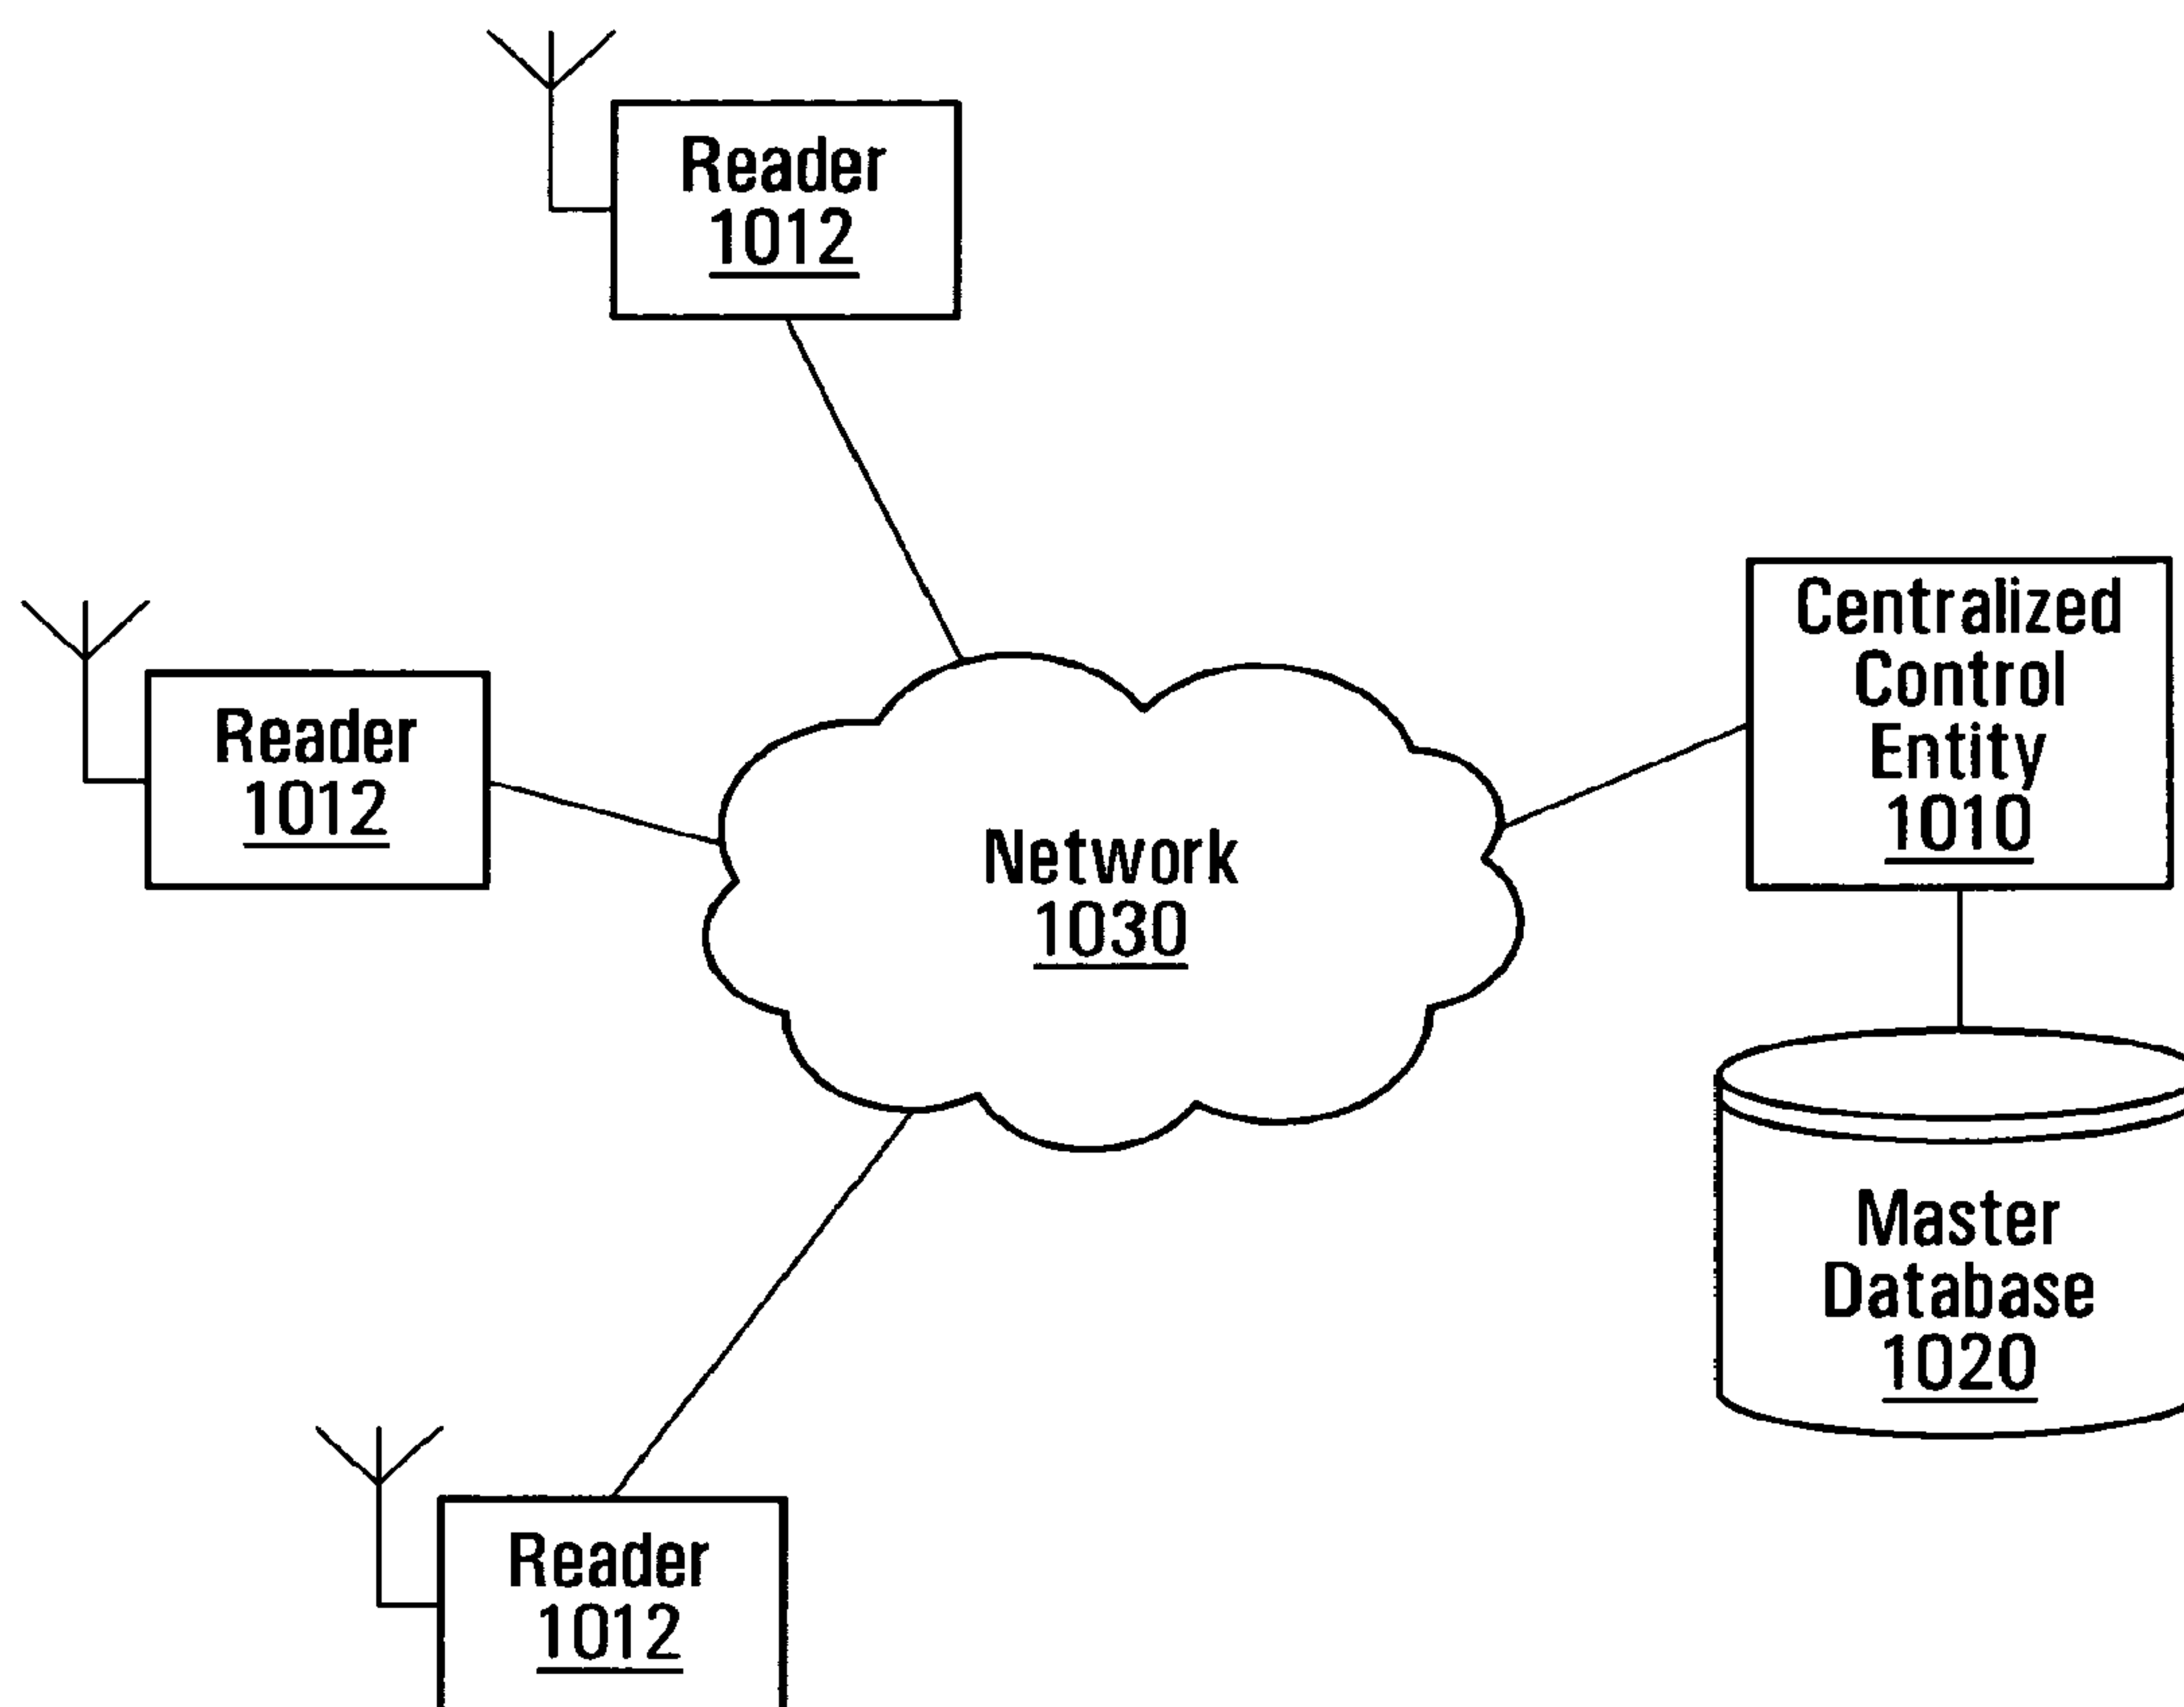 Reader
1012
Centralized
Control
Entity
1010
Reader
1012
Network
1030
Master
Database
1020
Reader
1012